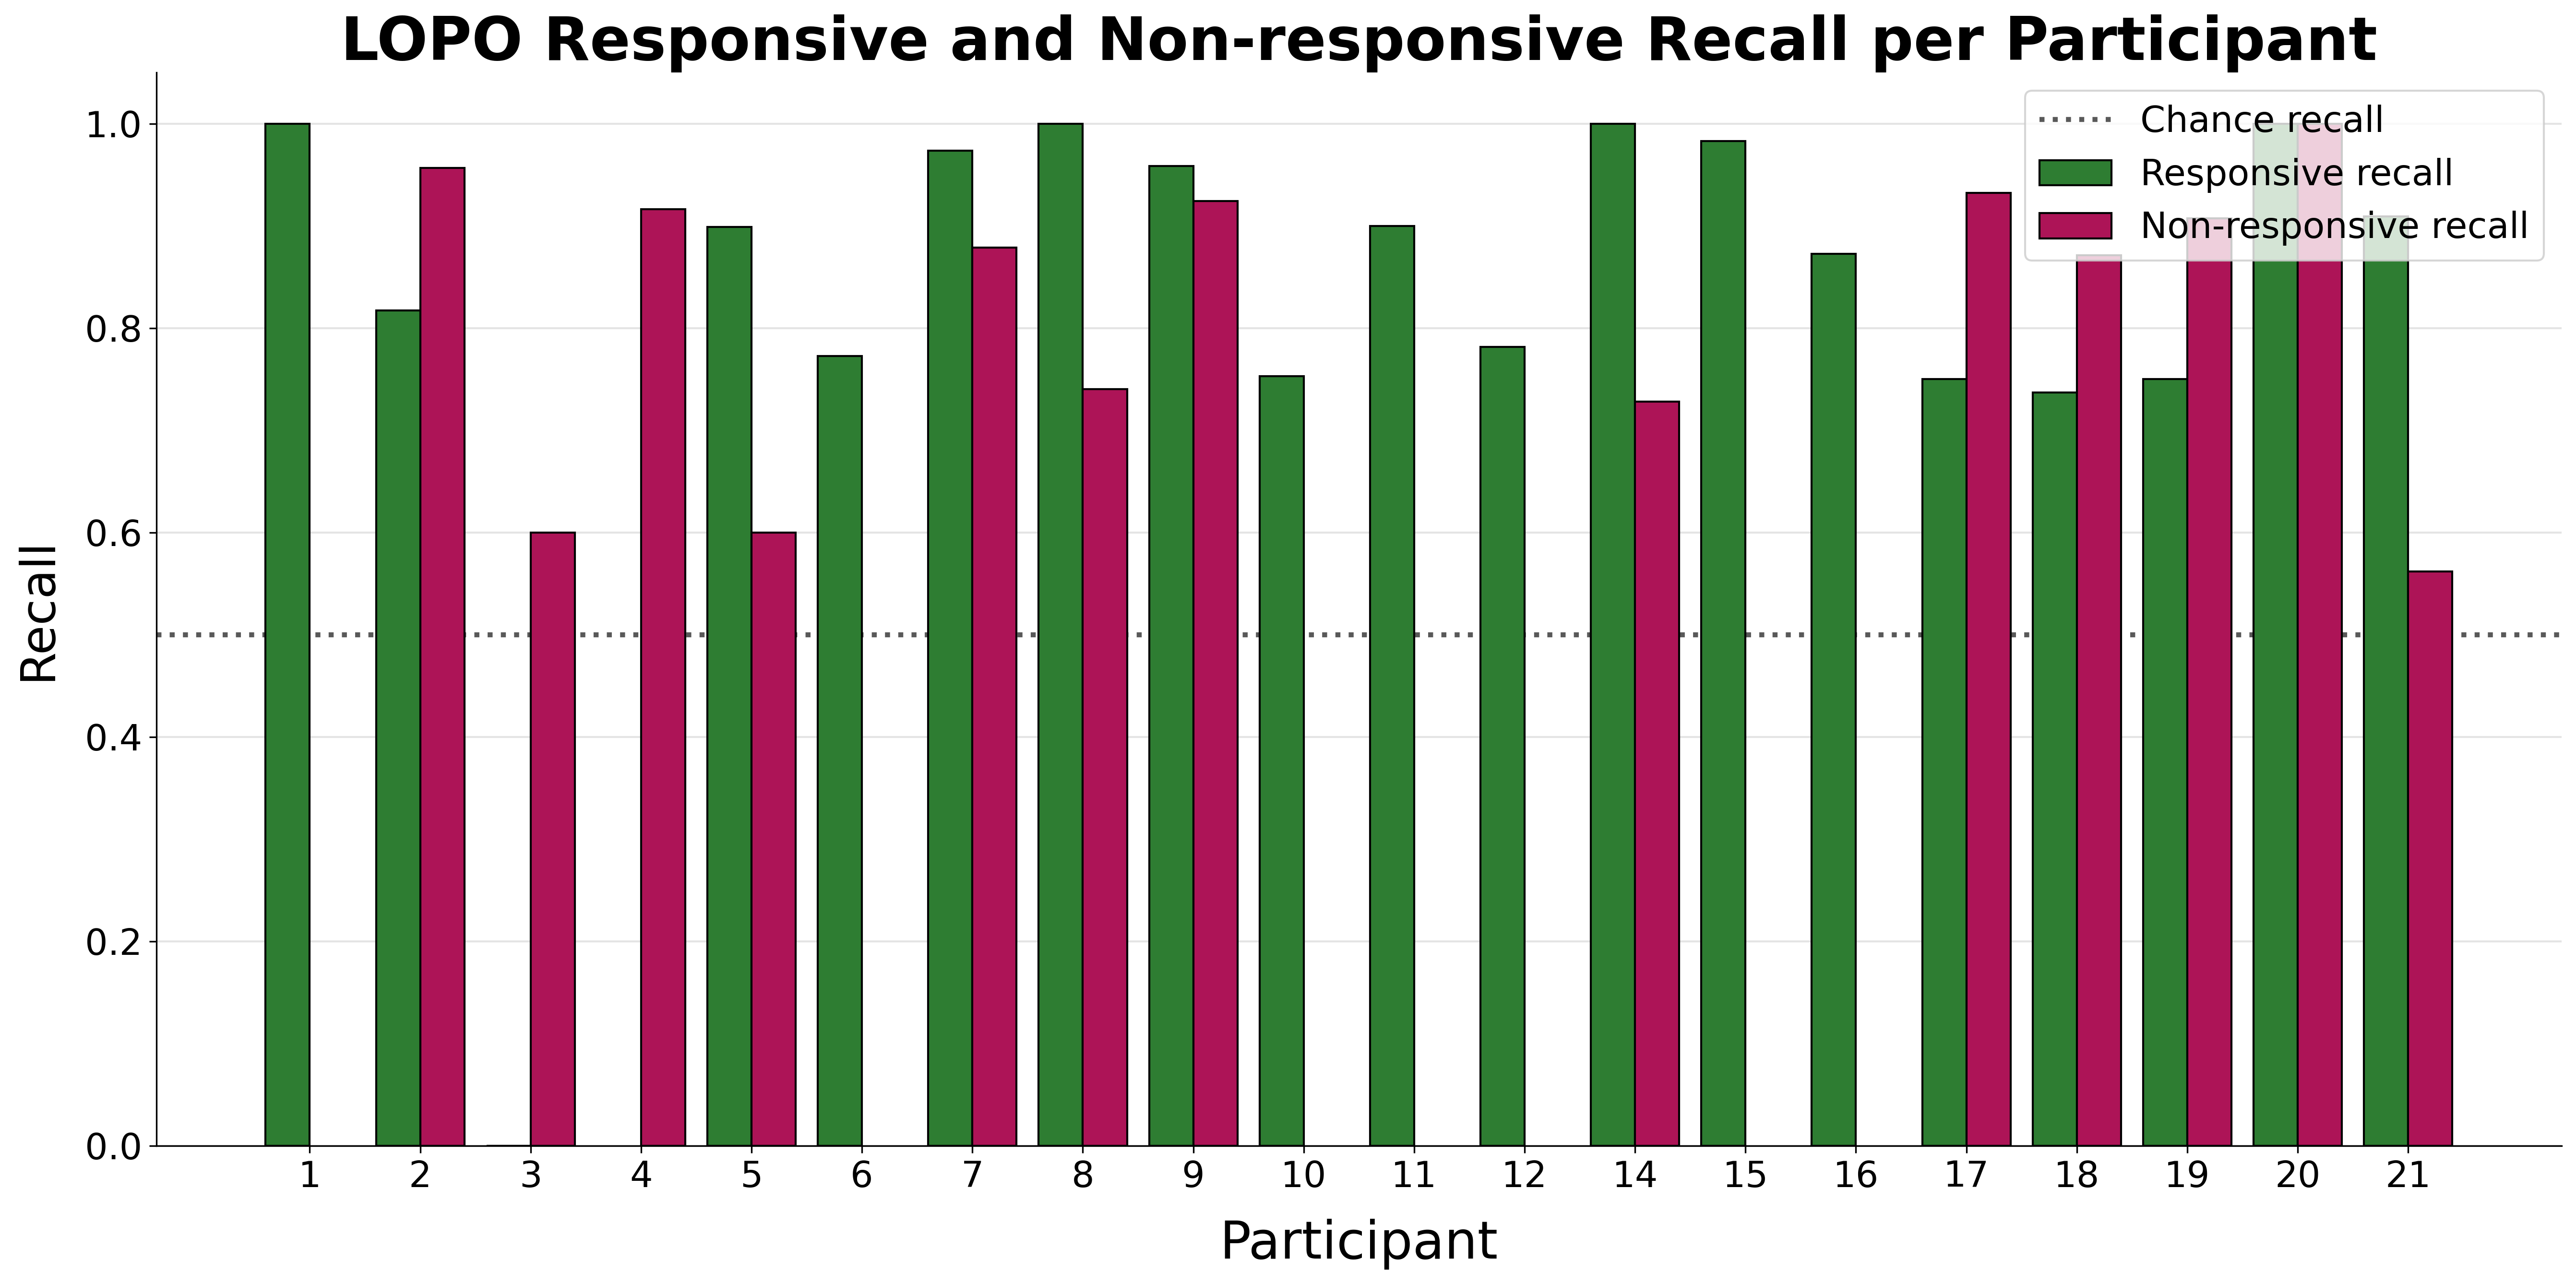 LOPO Responsive and Non-responsive Recall per Participant
Chance recall
Responsive recall
Non-responsive recall
1.0
0.8
0.6
0.4
0.2
0.0
Recall
1 2 3 4 5 6 7 8 9 10 11 12 14 15 16 17 18 19 20 21
Participant